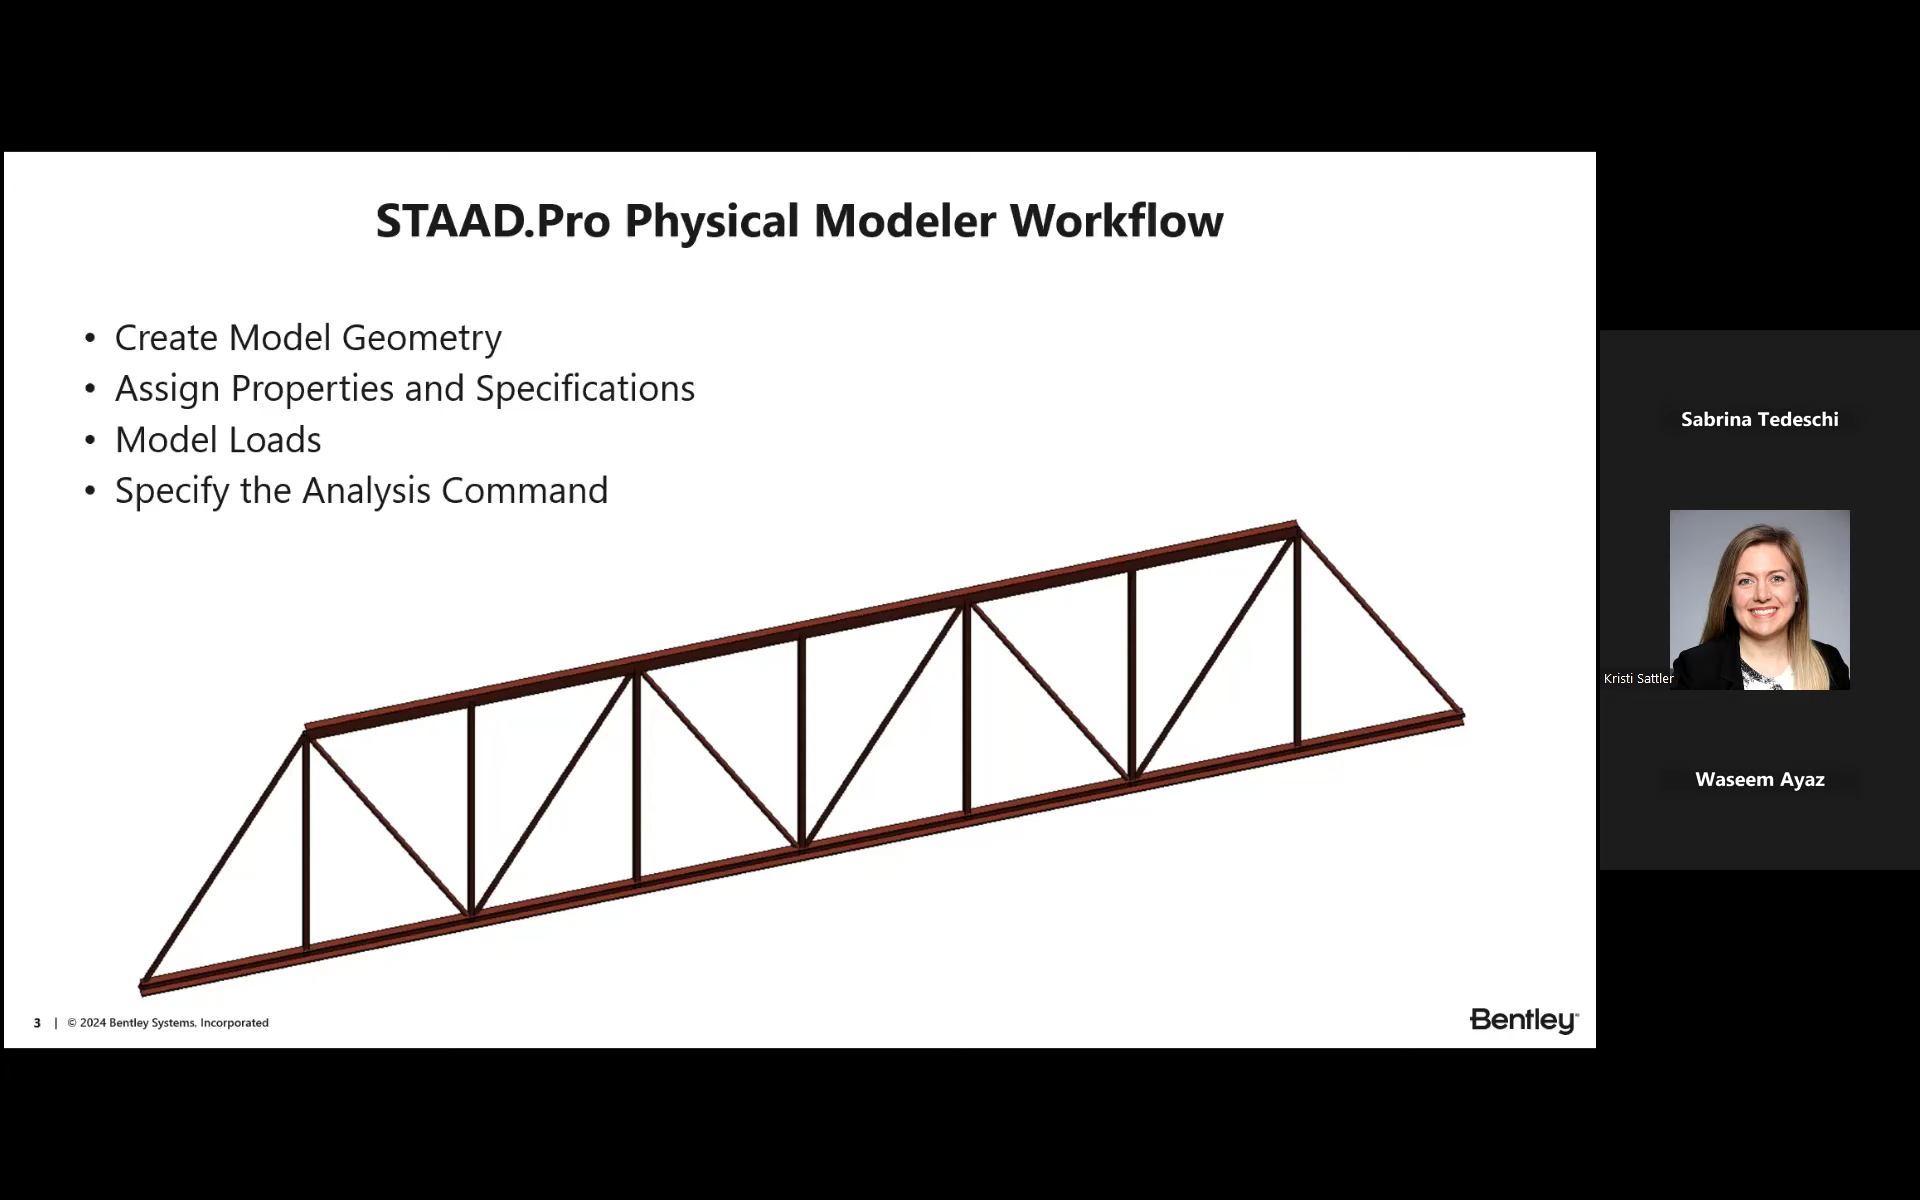 STAAD.Pro Physical Modeler Workflow
• Create Model Geometry
• Assign Properties and Specifications
• Model Loads
• Specify the Analysis Command
3 | © 2024 Bentley Systems, Incorporated
Bentley
Sabrina Tedeschi
Kristi Sattler
Waseem Ayaz